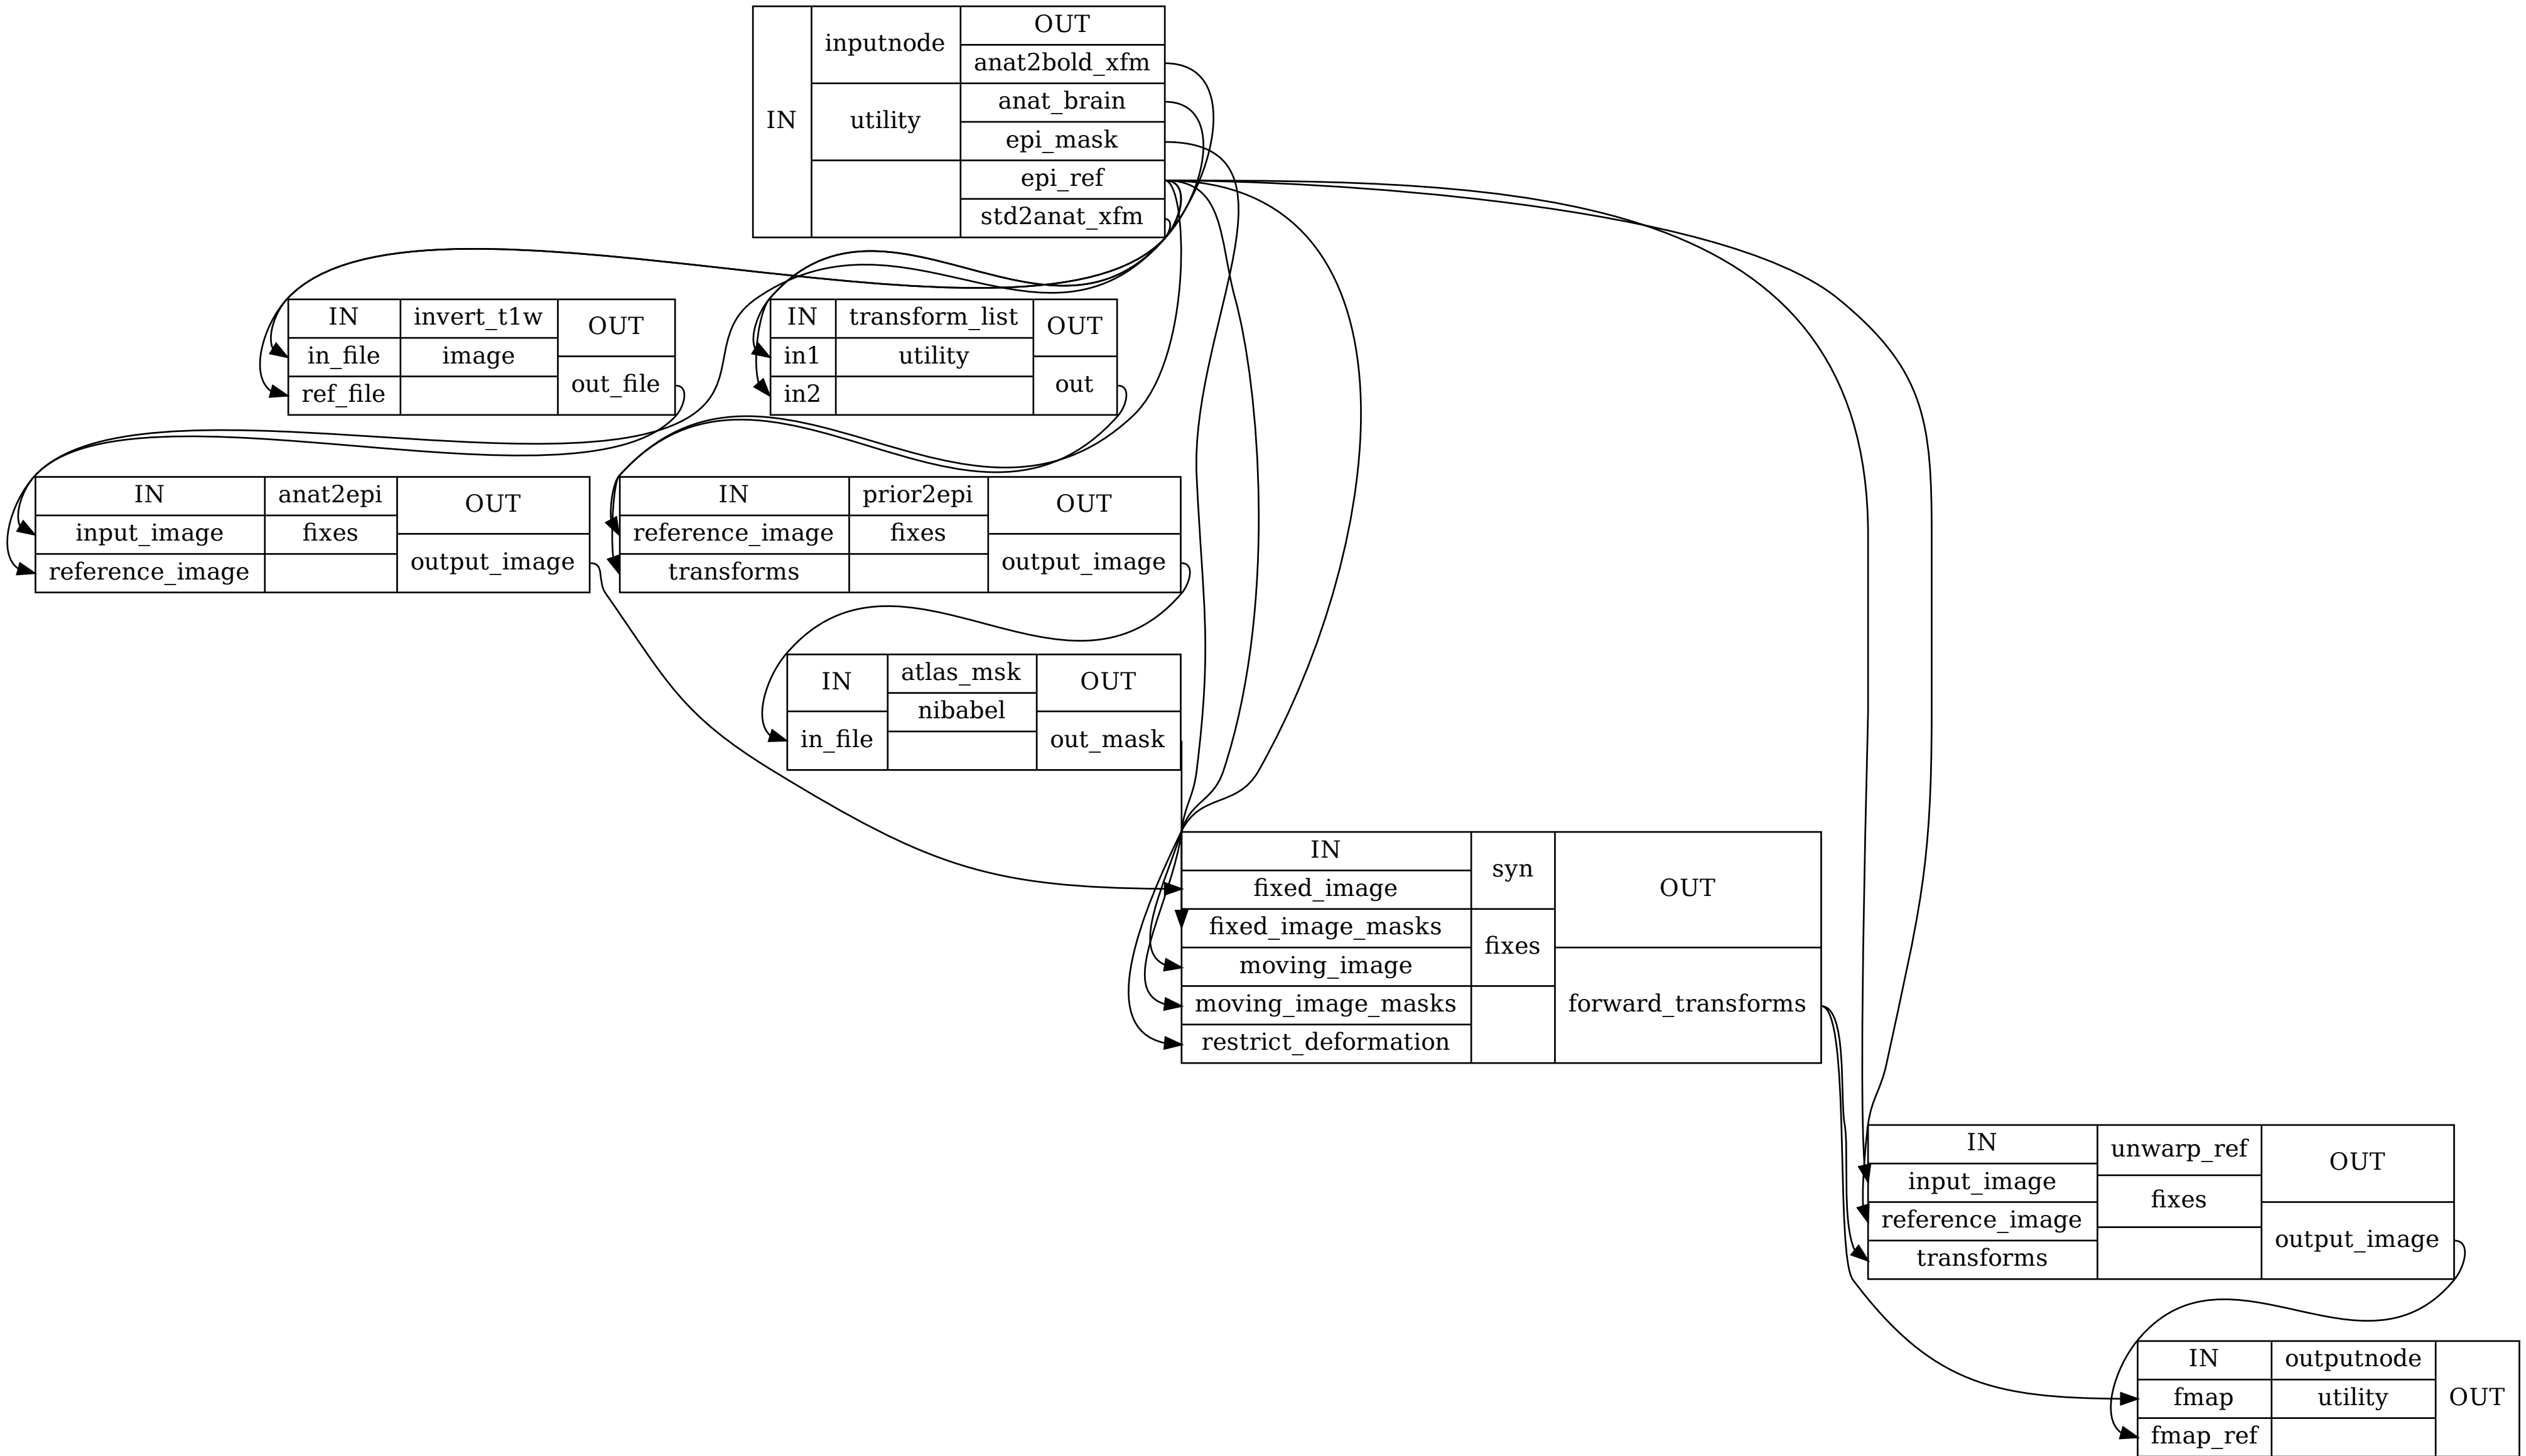 IN
inputnode
utility
OUT
anat2bold_xfm
anat_brain
epi_mask
epi_ref
std2anat_xfm
IN
in_file
ref_file
invert_t1w
image
OUT
out_file
IN
in1
in2
transform_list
utility
OUT
out
IN
input_image
reference_image
anat2epi
fixes
OUT
output_image
IN
reference_image
transforms
prior2epi
fixes
OUT
output_image
IN
in_file
atlas_msk
nibabel
OUT
out_mask
IN
fixed_image
fixed_image_masks
moving_image
moving_image_masks
restrict_deformation
syn
fixes
OUT
forward_transforms
IN
input_image
reference_image
transforms
unwarp_ref
fixes
OUT
output_image
IN
fmap
fmap_ref
outputnode
utility
OUT